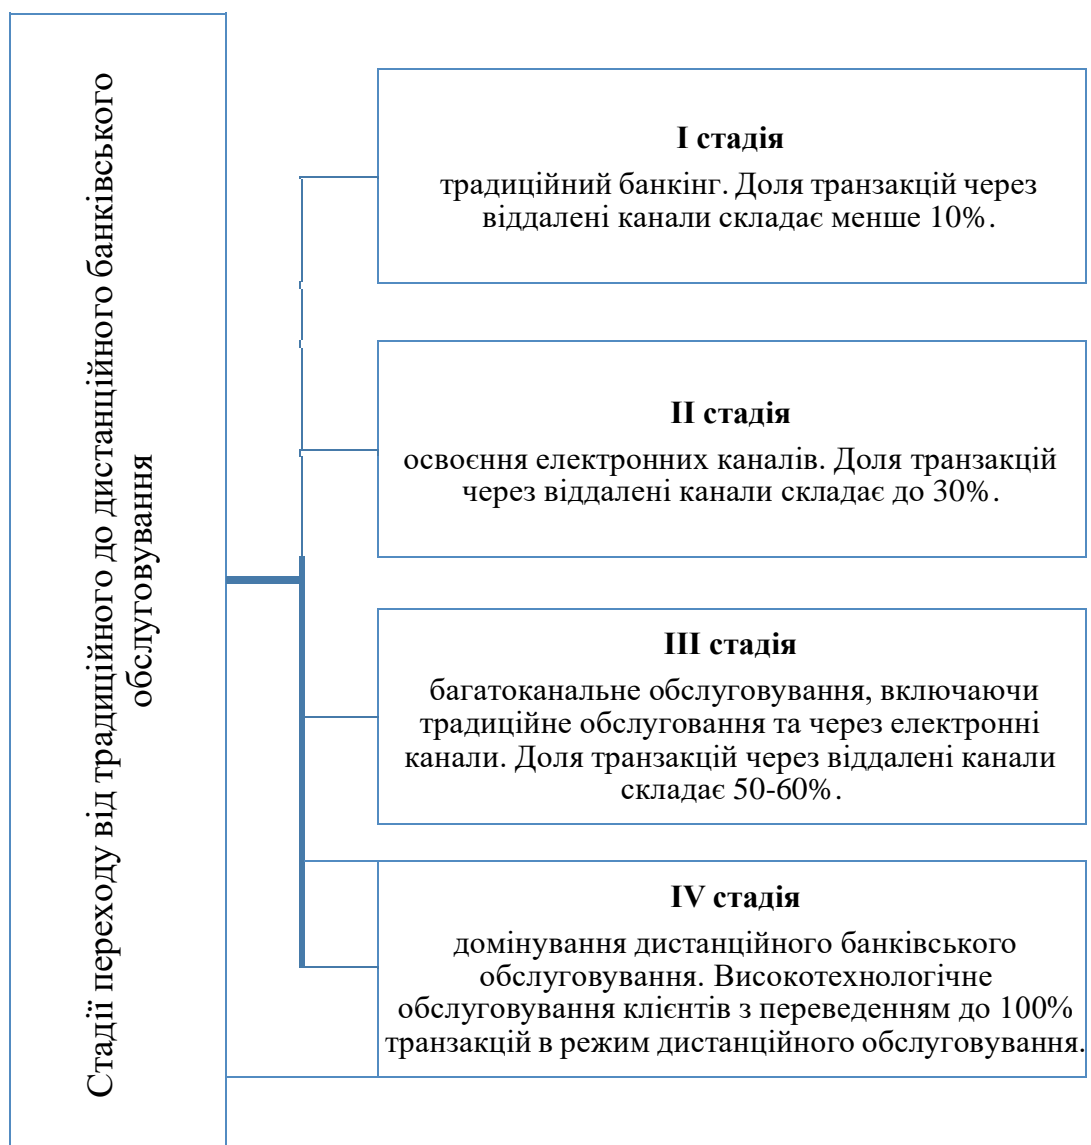 Стадії переходу від традиційного до дистанційного банківського
обслуговування
I стадія
традиційний банкінг. Доля транзакцій через
віддалені канали складає менше 10%.
II стадія
освоєння електронних каналів. Доля транзакцій
через віддалені канали складає до 30%.
III стадія
багатоканальне обслуговування, включаючи
традиційне обслуговання та через електронні
канали. Доля транзакцій через віддалені канали
складає 50-60%.
IV стадія
домінування дистанційного банківського
обслуговування. Високотехнологічне
обслуговування клієнтів з переведенням до 100%
транзакцій в режим дистанційного обслуговування.